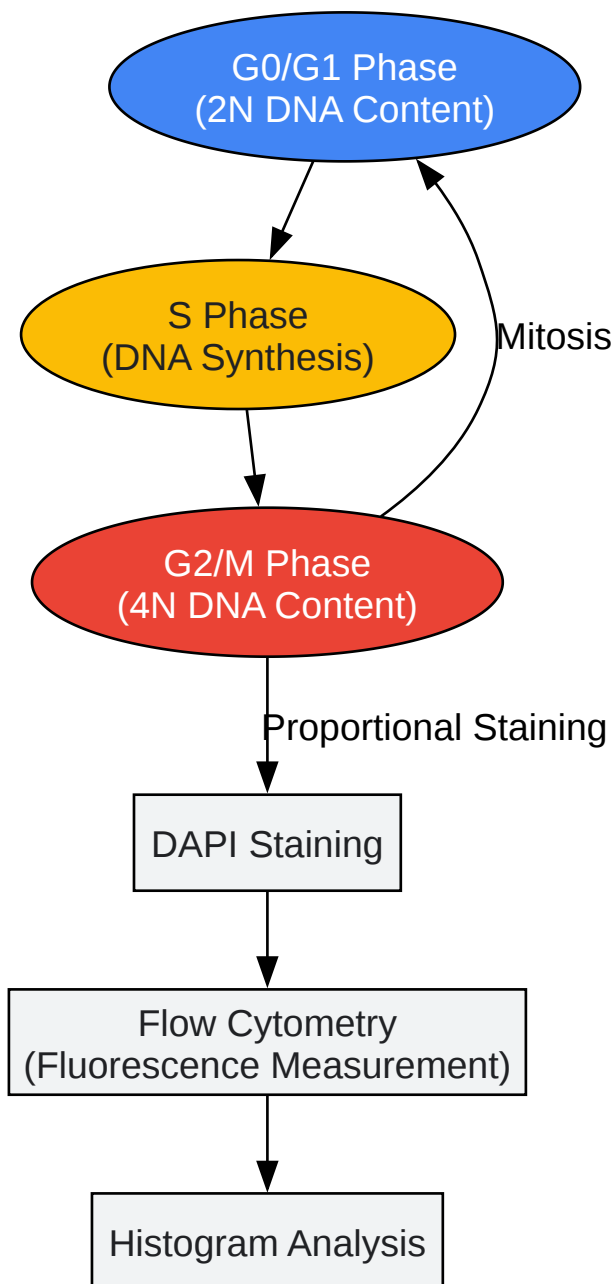 G0/G1 Phase
(2N DNA Content)
S Phase
(DNA Synthesis)
Mitosis
G2/M Phase
(4N DNA Content)
Proportional Staining
DAPI Staining
Flow Cytometry
(Fluorescence Measurement)
Histogram Analysis